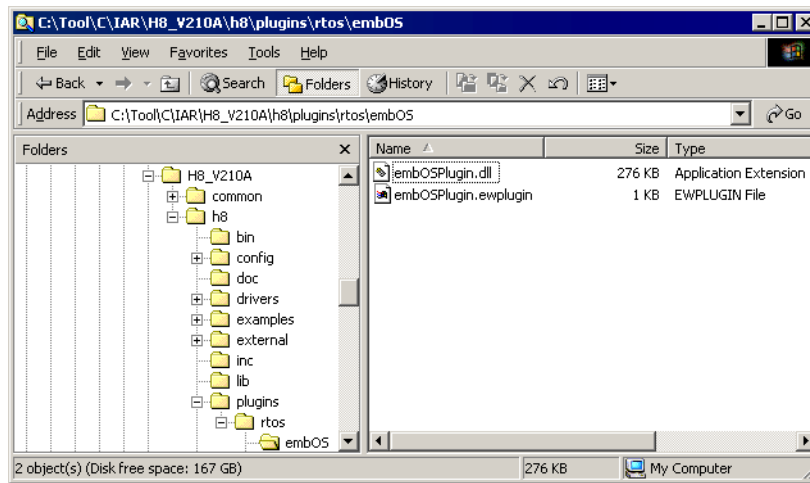 C:\Tool\C\IAR\H8_V210A\h8\plugins\rtos\embOS
File Edit View Favorites Tools Help
Back Search Folders History
Address C:\Tool\C\IAR\H8_V210A\h8\plugins\rtos\embOS Go
Folders
Name Size Type
embOSPlugin.dll 276 KB Application Extension
embOSPlugin.ewplugin 1 KB EWPLUGIN File
H8_V210A
common
h8
bin
config
doc
drivers
examples
external
inc
lib
plugins
rtos
embOS
2 object(s) (Disk free space: 167 GB) 276 KB My Computer